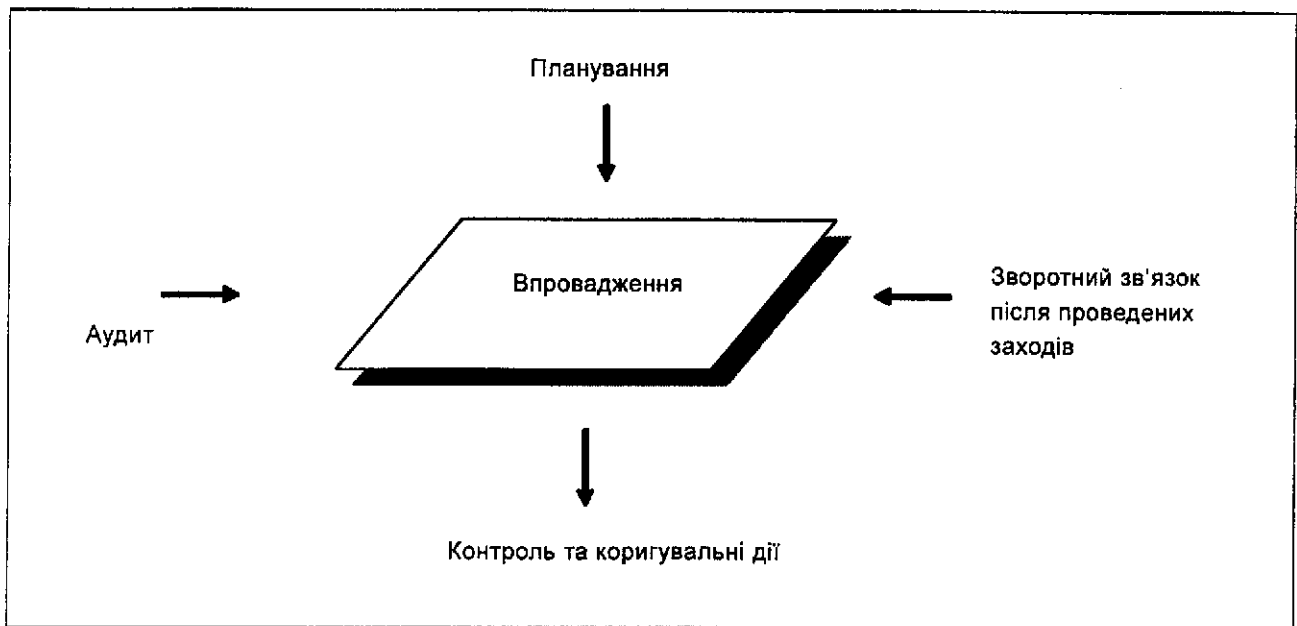 Планування
Впровадження
Аудит
Зворотний зв'язок
після проведених
заходів
Контроль та коригувальні дії